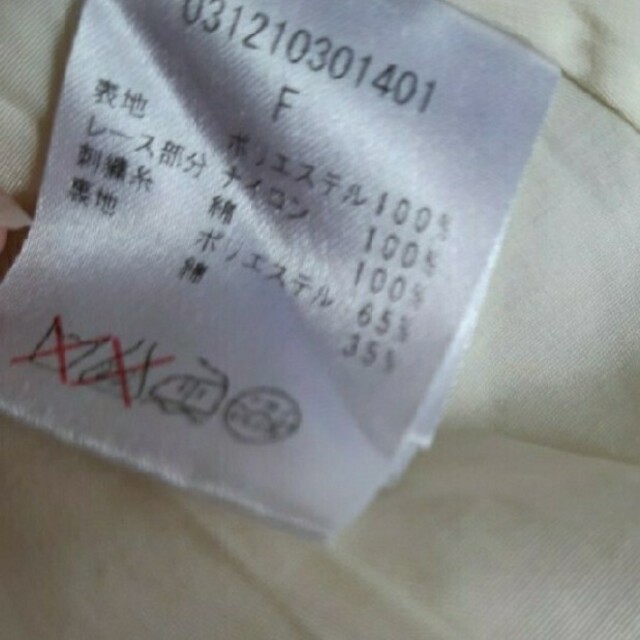 031210301401
F
表地 ポリエステル100%
レース部分 ナイロン 100%
刺繍糸 綿 100%
裏地 ポリエステル 65%
綿 35%